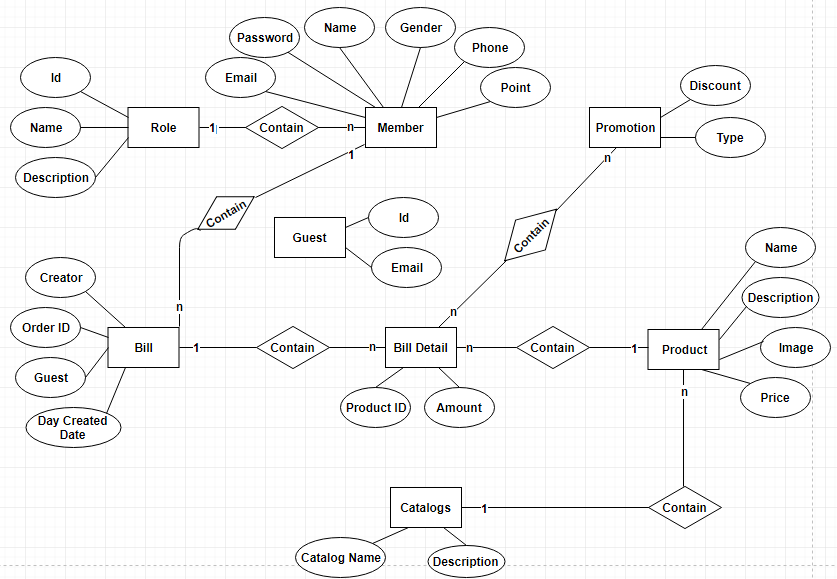 Name
Gender
Password
Phone
Id
Email
Point
Discount
Name
Role
1
Contain
n
Member
Promotion
Type
1
n
Description
Contain
Guest
Id
Contain
Name
Email
Creator
Description
n
n
Order ID
Bill
1
Contain
n
Bill Detail
n
Contain
1
Product
Image
Guest
n
Price
Product ID
Amount
Day Created
Date
Catalogs
1
Contain
Catalog Name
Description